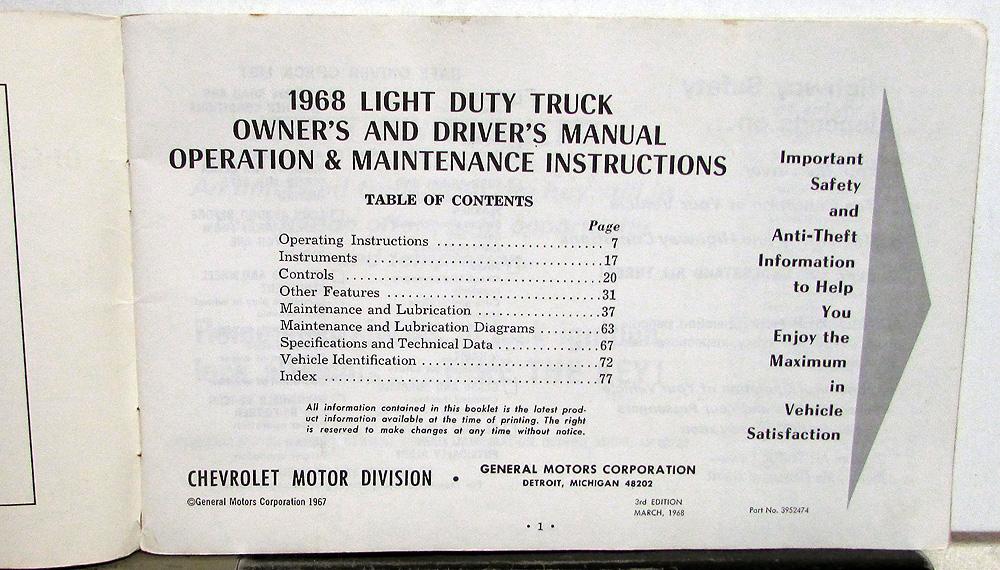 1968 LIGHT DUTY TRUCK
OWNER'S AND DRIVER'S MANUAL
OPERATION & MAINTENANCE INSTRUCTIONS
TABLE OF CONTENTS
Page
Operating Instructions ........................ 7
Instruments ........................ 17
Controls ........................ 20
Other Features ........................ 31
Maintenance and Lubrication ........................ 37
Maintenance and Lubrication Diagrams ........ 63
Specifications and Technical Data ............ 67
Vehicle Identification ........................ 72
Index ........................ 77
All information contained in this booklet is the latest prod-
uct information available at the time of printing. The right
is reserved to make changes at any time without notice.
CHEVROLET MOTOR DIVISION • GENERAL MOTORS CORPORATION
DETROIT, MICHIGAN 48202
©General Motors Corporation 1967
3rd EDITION
MARCH, 1968
Part No. 3952474
• 1 •
Important
Safety
and
Anti-Theft
Information
to Help
You
Enjoy the
Maximum
in
Vehicle
Satisfaction